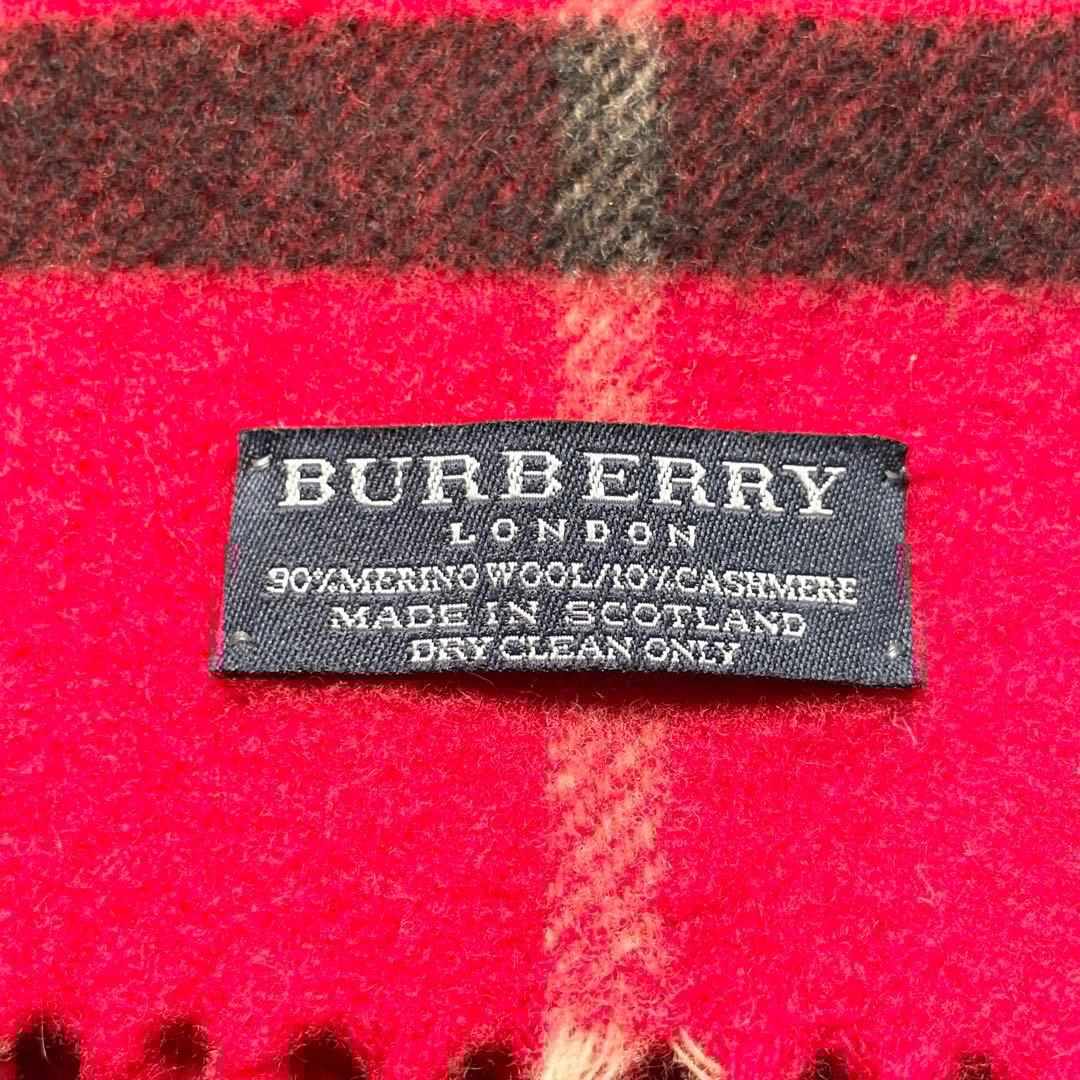 BURBERRY
LONDON
90%MERINO WOOL/10%CASHMERE
MADE IN SCOTLAND
DRY CLEAN ONLY